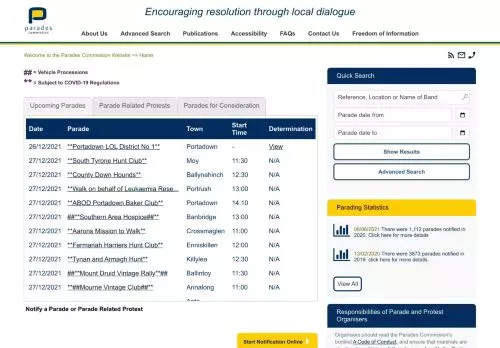 parades
commission
Encouraging resolution through local dialogue
About Us Advanced Search Publications Accessibility FAQs Contact Us Freedom of Information
Welcome to the Parades Commission Website >> Home
## = Vehicle Processions
** = Subject to COVID-19 Regulations
Upcoming Parades Parade Related Protests Parades for Consideration
Date Parade Town Start Time Determination
26/12/2021 **Portadown LOL District No 1** Portadown - View
27/12/2021 **South Tyrone Hunt Club** Moy 11:30 N/A
27/12/2021 **County Down Hounds** Ballynahinch 12:30 N/A
27/12/2021 **Walk on behalf of Leukaemia Rese... Portrush 13:00 N/A
27/12/2021 **ABOD Portadown Baker Club** Portadown 14:10 N/A
27/12/2021 ##**Southern Area Hospice##** Banbridge 13:00 N/A
27/12/2021 **Aarons Mission to Walk** Crossmaglen 11:00 N/A
27/12/2021 **Fermanah Harriers Hunt Club** Enniskillen 12:00 N/A
27/12/2021 **Tynan and Armagh Hunt** Killylea 12:30 N/A
27/12/2021 ##**Mount Druid Vintage Rally**## Ballintoy 11:30 N/A
27/12/2021 **##Mourne Vintage Club##** Annalong 11:00 N/A
Notify a Parade or Parade Related Protest
Start Notification Online
Quick Search
Reference, Location or Name of Band
Parade date from
Parade date to
Show Results
Advanced Search
Parading Statistics
06/06/2021 There were 1,112 parades notified in
2020. Click here for more details
12/02/2020 There were 3873 parades notified in
2019. click here for more details.
View All
Responsibilities of Parade and Protest
Organisers
Organisers should read the Parades Commission's
booklet A Code of Conduct, and ensure that marshals are